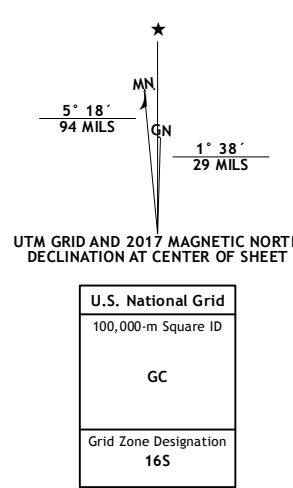 MN
5° 18´
94 MILS
GN
1° 38´
29 MILS
UTM GRID AND 2017 MAGNETIC NORT
DECLINATION AT CENTER OF SHEET
U.S. National Grid
100,000-m Square ID
GC
Grid Zone Designation
16S